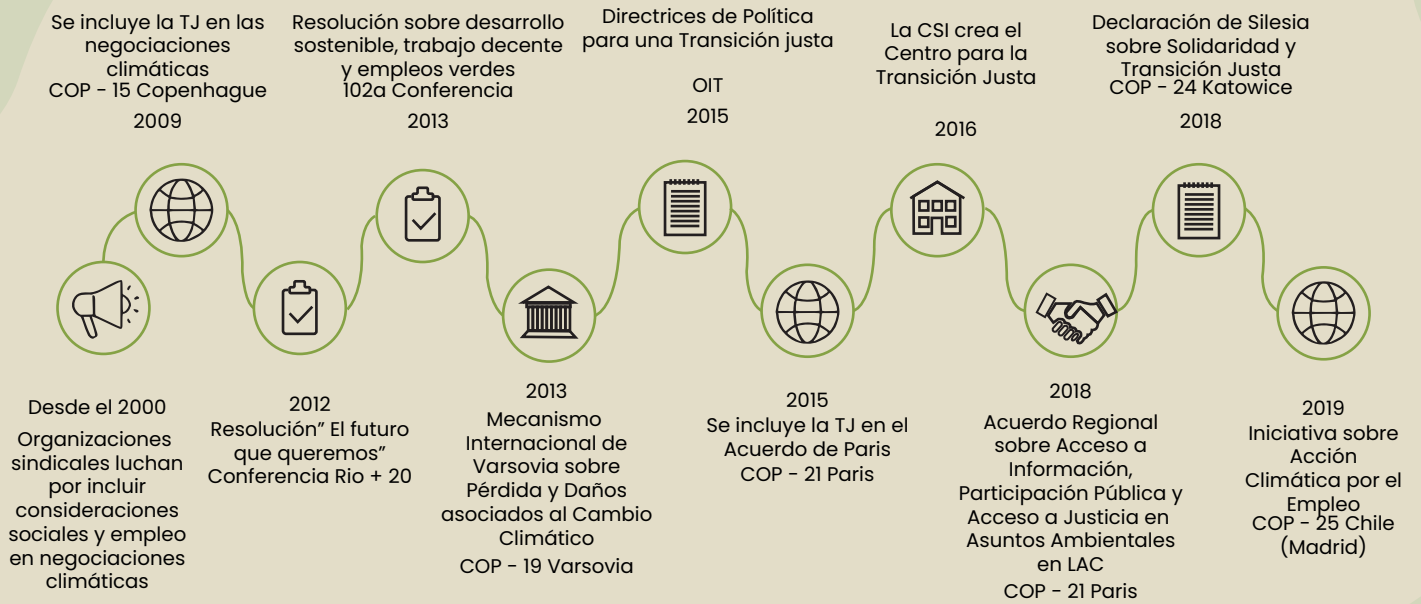 Se incluye la TJ en las
negociaciones
climáticas
COP - 15 Copenhague
2009
Resolución sobre desarrollo
sostenible, trabajo decente
y empleos verdes
102a Conferencia
2013
Directrices de Política
para una Transición justa
OIT
2015
La CSI crea el
Centro para la
Transición Justa
2016
Declaración de Silesia
sobre Solidaridad y
Transición Justa
COP - 24 Katowice
2018
Desde el 2000
Organizaciones
sindicales luchan
por incluir
consideraciones
sociales y empleo
en negociaciones
climáticas
2012
Resolución” El futuro
que queremos”
Conferencia Rio + 20
2013
Mecanismo
Internacional de
Varsovia sobre
Pérdida y Daños
asociados al Cambio
Climático
COP - 19 Varsovia
2015
Se incluye la TJ en el
Acuerdo de Paris
COP - 21 Paris
2018
Acuerdo Regional
sobre Acceso a
Información,
Participación Pública y
Acceso a Justicia en
Asuntos Ambientales
en LAC
COP - 21 Paris
2019
Iniciativa sobre
Acción
Climática por el
Empleo
COP - 25 Chile
(Madrid)